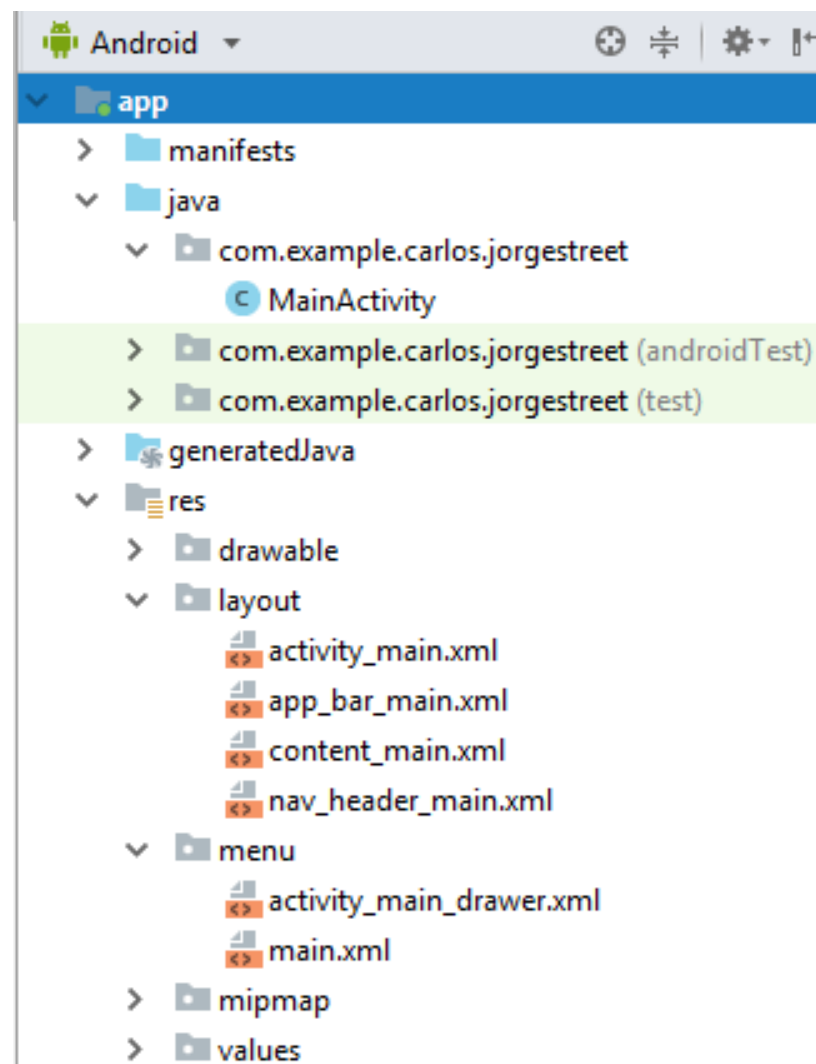 Android
app
manifests
java
com.example.carlos.jorgestreet
C MainActivity
com.example.carlos.jorgestreet (androidTest)
com.example.carlos.jorgestreet (test)
generatedJava
res
drawable
layout
activity_main.xml
app_bar_main.xml
content_main.xml
nav_header_main.xml
menu
activity_main_drawer.xml
main.xml
mipmap
values